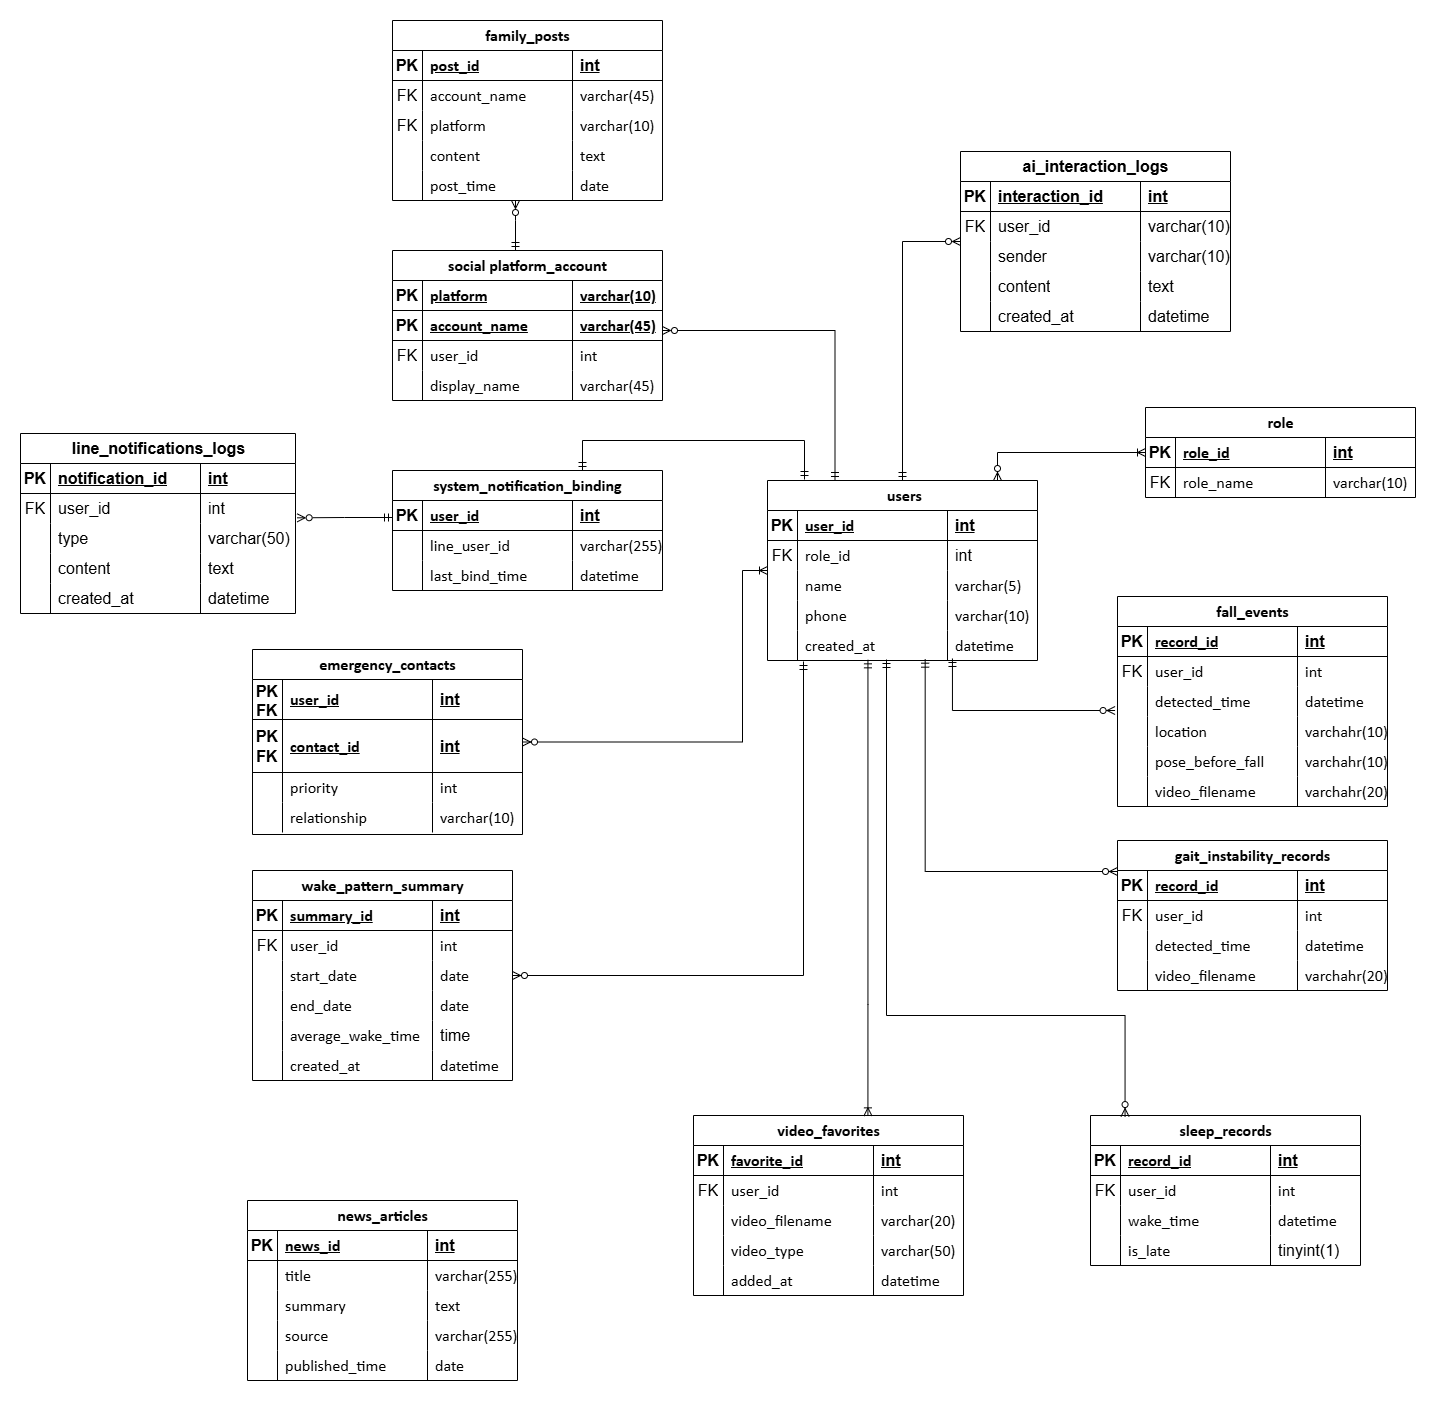 family_posts
PK post_id int
FK account_name varchar(45)
FK platform varchar(10)
content text
post_time date
social platform_account
PK platform varchar(10)
PK account_name varchar(45)
FK user_id int
display_name varchar(45)
ai_interaction_logs
PK interaction_id int
FK user_id varchar(10)
sender varchar(10)
content text
created_at datetime
line_notifications_logs
PK notification_id int
FK user_id int
type varchar(50)
content text
created_at datetime
system_notification_binding
PK user_id int
line_user_id varchar(255)
last_bind_time datetime
users
PK user_id int
FK role_id int
name varchar(5)
phone varchar(10)
created_at datetime
role
PK role_id int
FK role_name varchar(10)
emergency_contacts
PK
FK user_id int
PK
FK contact_id int
priority int
relationship varchar(10)
fall_events
PK record_id int
FK user_id int
detected_time datetime
location varchahr(10)
pose_before_fall varchahr(10)
video_filename varchahr(20)
gait_instability_records
PK record_id int
FK user_id int
detected_time datetime
video_filename varchahr(20)
wake_pattern_summary
PK summary_id int
FK user_id int
start_date date
end_date date
average_wake_time time
created_at datetime
video_favorites
PK favorite_id int
FK user_id int
video_filename varchar(20)
video_type varchar(50)
added_at datetime
sleep_records
PK record_id int
FK user_id int
wake_time datetime
is_late tinyint(1)
news_articles
PK news_id int
title varchar(255)
summary text
source varchar(255)
published_time date